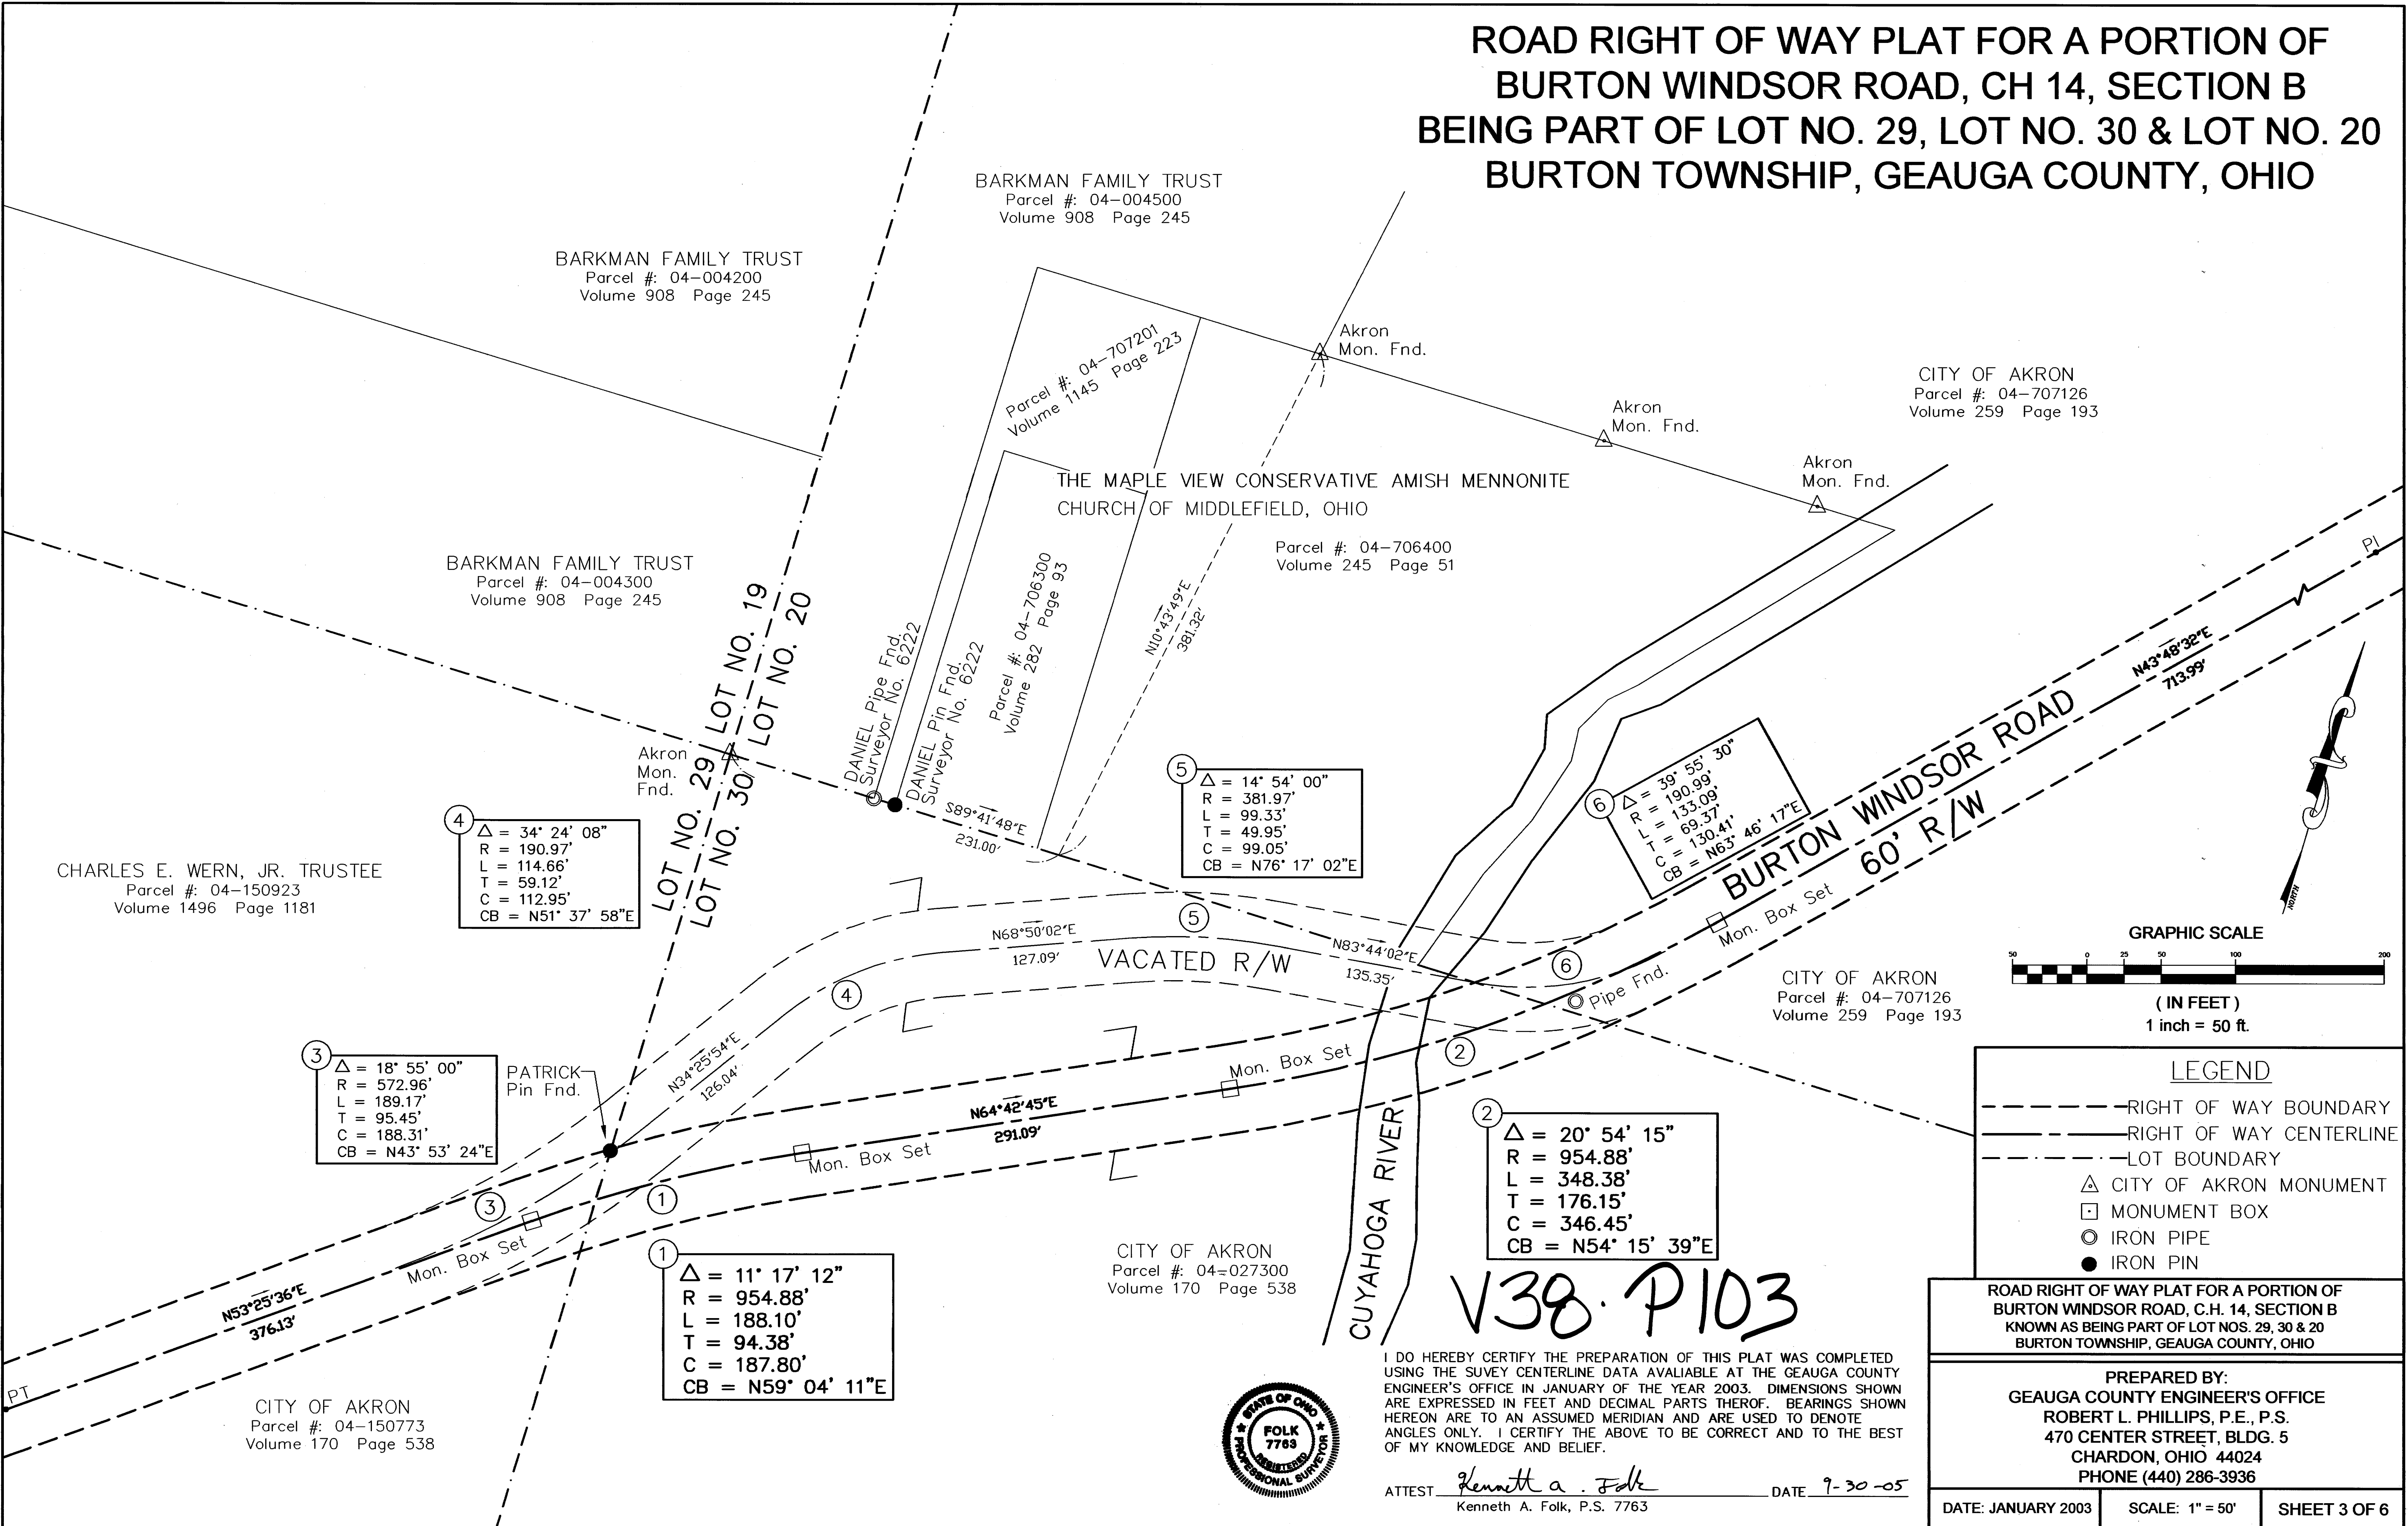 ROAD RIGHT OF WAY PLAT FOR A PORTION OF
BURTON WINDSOR ROAD, CH 14, SECTION B
BEING PART OF LOT NO. 29, LOT NO. 30 & LOT NO. 20
BURTON TOWNSHIP, GEAUGA COUNTY, OHIO
BARKMAN FAMILY TRUST
Parcel #: 04-004500
Volume 908 Page 245
BARKMAN FAMILY TRUST
Parcel #: 04-004200
Volume 908 Page 245
Parcel #: 04-707201
Volume 1145 Page 223
Akron
Mon. Fnd.
Akron
Mon. Fnd.
Akron
Mon. Fnd.
CITY OF AKRON
Parcel #: 04-707126
Volume 259 Page 193
THE MAPLE VIEW CONSERVATIVE AMISH MENNONITE
CHURCH OF MIDDLEFIELD, OHIO
Parcel #: 04-706400
Volume 245 Page 51
BARKMAN FAMILY TRUST
Parcel #: 04-004300
Volume 908 Page 245
LOT NO. 19
LOT NO. 20
LOT NO. 29
LOT NO. 30
Akron
Mon.
Fnd.
DANIEL Pipe Fnd.
Surveyor No. 6222
DANIEL Pin Fnd.
Surveyor No. 6222
Parcel #: 04-706300
Volume 282 Page 93
N10°43'49"E
381.32'
S89°41'48"E
231.00'
PI
N43°48'32"E
713.99'
BURTON WINDSOR ROAD
60' R/W
Mon. Box Set
Pipe Fnd.
NORTH
4
Δ = 34° 24' 08"
R = 190.97'
L = 114.66'
T = 59.12'
C = 112.95'
CB = N51° 37' 58"E
5
Δ = 14° 54' 00"
R = 381.97'
L = 99.33'
T = 49.95'
C = 99.05'
CB = N76° 17' 02"E
6
Δ = 39° 55' 30"
R = 190.99'
L = 133.09'
T = 69.37'
C = 130.41'
CB = N63° 46' 17"E
CHARLES E. WERN, JR. TRUSTEE
Parcel #: 04-150923
Volume 1496 Page 1181
N68°50'02"E
127.09'
VACATED R/W
5
N83°44'02"E
135.35'
6
4
CITY OF AKRON
Parcel #: 04-707126
Volume 259 Page 193
GRAPHIC SCALE
50 0 25 50 100 200
( IN FEET )
1 inch = 50 ft.
3
Δ = 18° 55' 00"
R = 572.96'
L = 189.17'
T = 95.45'
C = 188.31'
CB = N43° 53' 24"E
PATRICK
Pin Fnd.
N34°25'54"E
126.04'
Mon. Box Set
2
N64°42'45"E
291.09'
Mon. Box Set
3
1
Mon. Box Set
N53°25'36"E
376.13'
PT
CUYAHOGA RIVER
2
Δ = 20° 54' 15"
R = 954.88'
L = 348.38'
T = 176.15'
C = 346.45'
CB = N54° 15' 39"E
1
Δ = 11° 17' 12"
R = 954.88'
L = 188.10'
T = 94.38'
C = 187.80'
CB = N59° 04' 11"E
CITY OF AKRON
Parcel #: 04-027300
Volume 170 Page 538
CITY OF AKRON
Parcel #: 04-150773
Volume 170 Page 538
LEGEND
RIGHT OF WAY BOUNDARY
RIGHT OF WAY CENTERLINE
LOT BOUNDARY
CITY OF AKRON MONUMENT
MONUMENT BOX
IRON PIPE
IRON PIN
V38. P103
I DO HEREBY CERTIFY THE PREPARATION OF THIS PLAT WAS COMPLETED
USING THE SUVEY CENTERLINE DATA AVALIABLE AT THE GEAUGA COUNTY
ENGINEER'S OFFICE IN JANUARY OF THE YEAR 2003. DIMENSIONS SHOWN
ARE EXPRESSED IN FEET AND DECIMAL PARTS THEROF. BEARINGS SHOWN
HEREON ARE TO AN ASSUMED MERIDIAN AND ARE USED TO DENOTE
ANGLES ONLY. I CERTIFY THE ABOVE TO BE CORRECT AND TO THE BEST
OF MY KNOWLEDGE AND BELIEF.
ATTEST Kenneth A. Folk DATE 9-30-05
Kenneth A. Folk, P.S. 7763
STATE OF OHIO
FOLK
7763
REGISTERED
PROFESSIONAL SURVEYOR
ROAD RIGHT OF WAY PLAT FOR A PORTION OF
BURTON WINDSOR ROAD, C.H. 14, SECTION B
KNOWN AS BEING PART OF LOT NOS. 29, 30 & 20
BURTON TOWNSHIP, GEAUGA COUNTY, OHIO
PREPARED BY:
GEAUGA COUNTY ENGINEER'S OFFICE
ROBERT L. PHILLIPS, P.E., P.S.
470 CENTER STREET, BLDG. 5
CHARDON, OHIO 44024
PHONE (440) 286-3936
DATE: JANUARY 2003 SCALE: 1" = 50' SHEET 3 OF 6